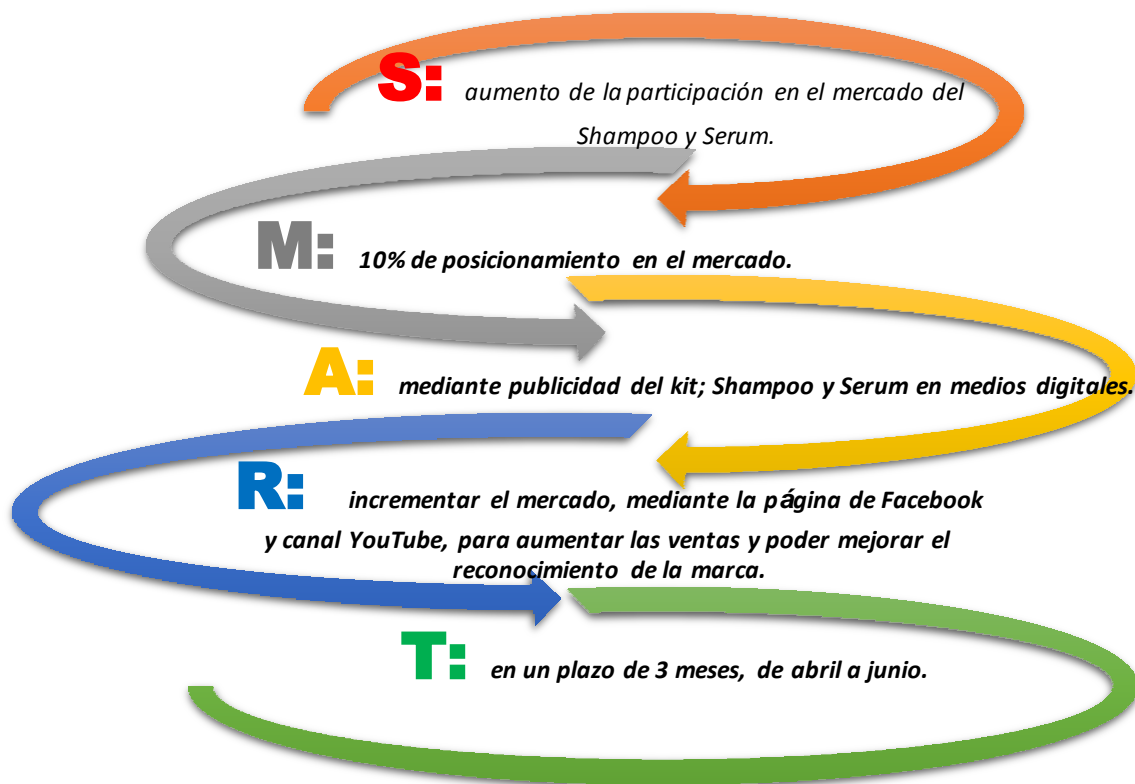 S: aumento de la participación en el mercado del
Shampoo y Serum.
M: 10% de posicionamiento en el mercado.
A: mediante publicidad del kit; Shampoo y Serum en medios digitales.
R: incrementar el mercado, mediante la página de Facebook
y canal YouTube, para aumentar las ventas y poder mejorar el
reconocimiento de la marca.
T: en un plazo de 3 meses, de abril a junio.